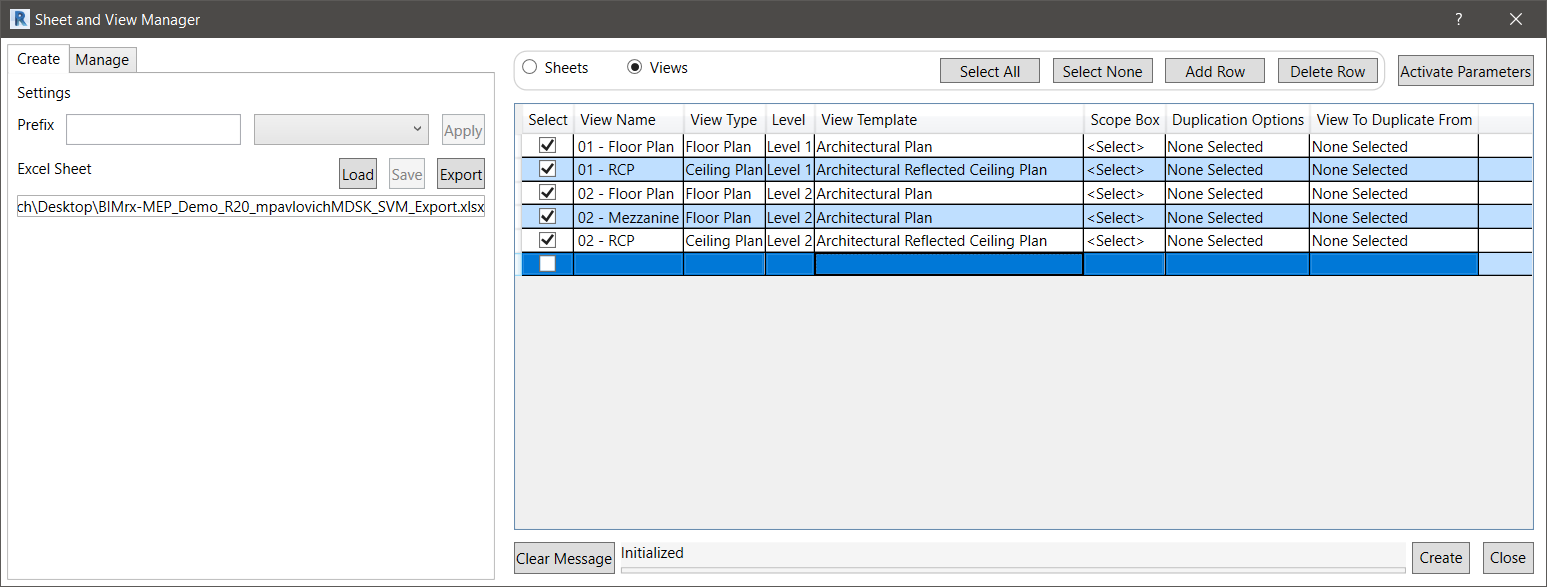 Sheet and View Manager
?
Create Manage
Settings
Prefix
Apply
Excel Sheet
Load Save Export
ch\Desktop\BIMrx-MEP_Demo_R20_mpavlovichMDSK_SVM_Export.xlsx
Sheets Views Select All Select None Add Row Delete Row Activate Parameters
Select View Name View Type Level View Template Scope Box Duplication Options View To Duplicate From
01 - Floor Plan Floor Plan Level 1 Architectural Plan <Select> None Selected None Selected
01 - RCP Ceiling Plan Level 1 Architectural Reflected Ceiling Plan <Select> None Selected None Selected
02 - Floor Plan Floor Plan Level 2 Architectural Plan <Select> None Selected None Selected
02 - Mezzanine Floor Plan Level 2 Architectural Plan <Select> None Selected None Selected
02 - RCP Ceiling Plan Level 2 Architectural Reflected Ceiling Plan <Select> None Selected None Selected
Clear Message Initialized Create Close